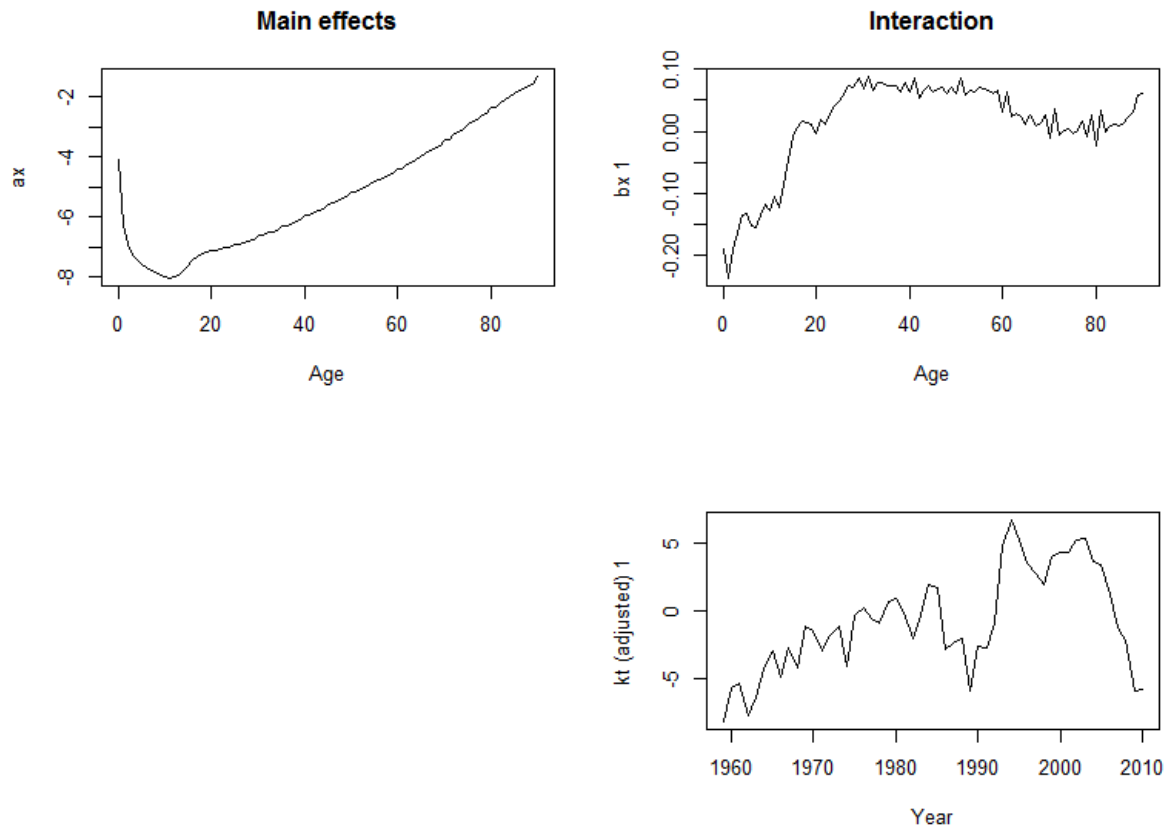 Main effects
ax
-2
-4
-6
-8
0 20 40 60 80
Age
Interaction
bx 1
0.10
0.00
-0.10
-0.20
0 20 40 60 80
Age
kt (adjusted) 1
5
0
-5
1960 1970 1980 1990 2000 2010
Year